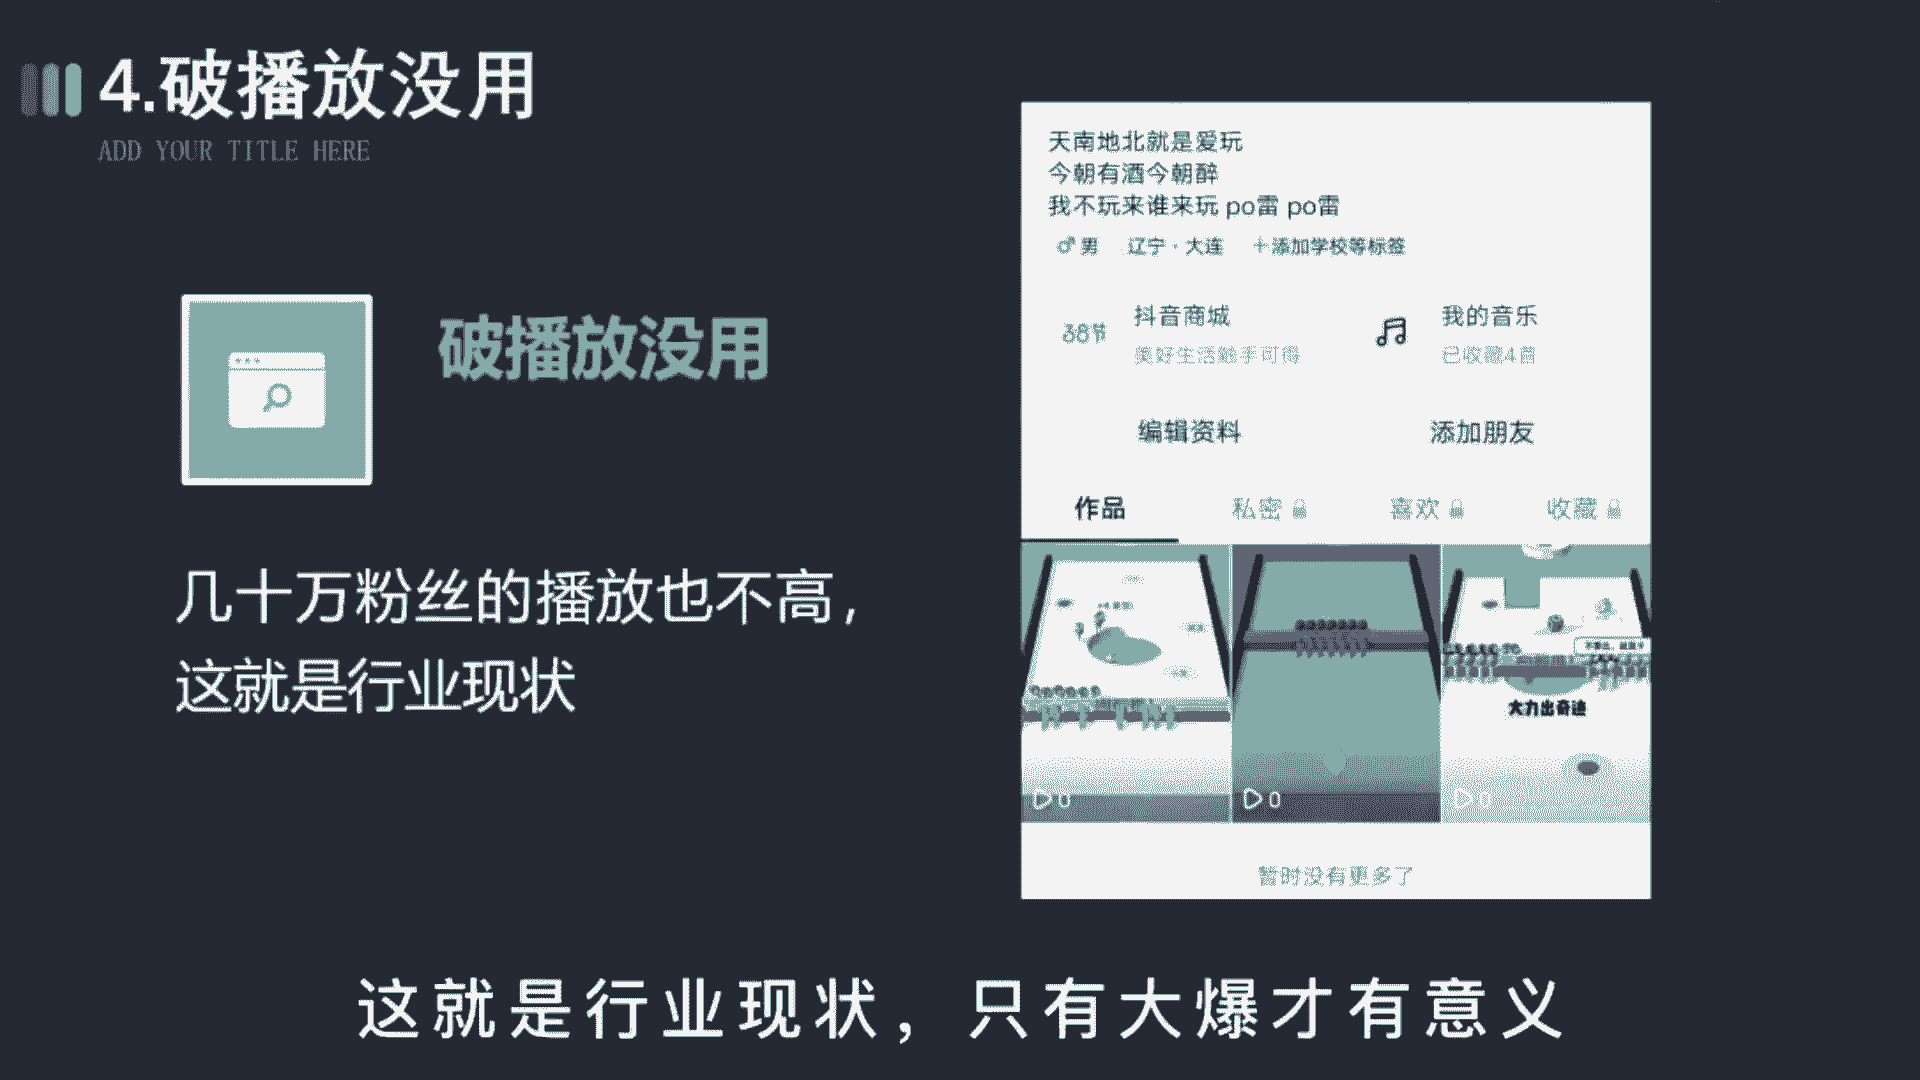 4.破播放没用
ADD YOUR TITLE HERE
破播放没用
几十万粉丝的播放也不高，
这就是行业现状
天南地北就是爱玩
今朝有酒今朝醉
我不玩来谁来玩 po雷 po雷
♂男 辽宁·大连 +添加学校等标签
38节 抖音商城 我的音乐
美好生活触手可得 已收藏4首
编辑资料 添加朋友
作品 私密 喜欢 收藏
大力出奇迹
0 0 0
暂时没有更多了
这就是行业现状，只有大爆才有意义